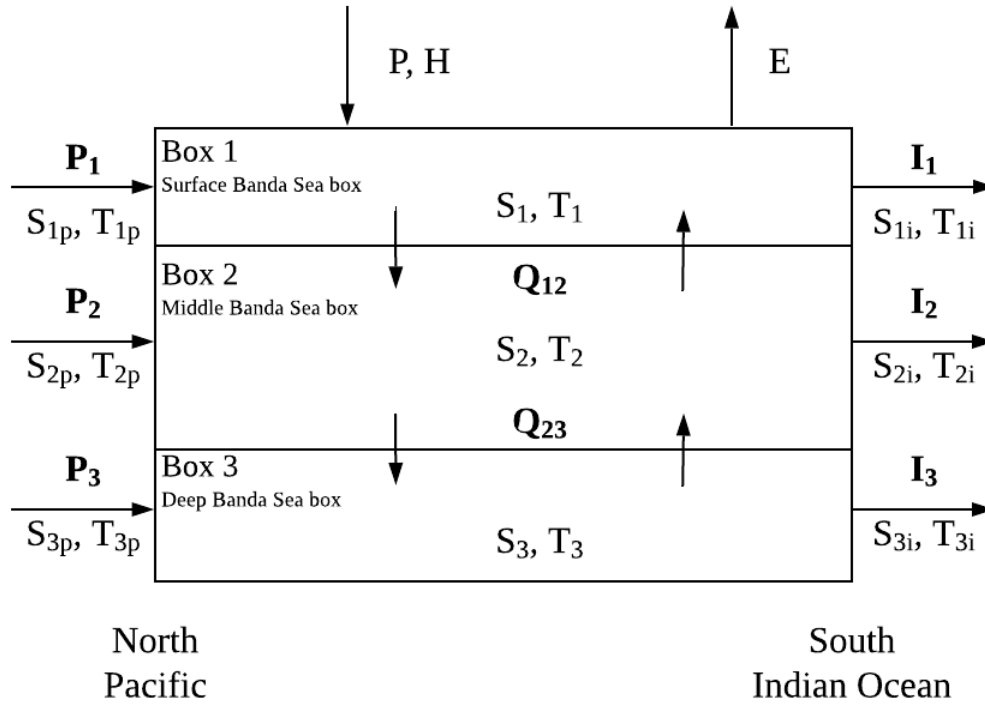 P, H
E
P₁
Box 1
Surface Banda Sea box
I₁
S₁ₚ, T₁ₚ
S₁, T₁
S₁ᵢ, T₁ᵢ
Box 2
Middle Banda Sea box
Q₁₂
P₂
I₂
S₂ₚ, T₂ₚ
S₂, T₂
S₂ᵢ, T₂ᵢ
Q₂₃
P₃
Box 3
Deep Banda Sea box
I₃
S₃ₚ, T₃ₚ
S₃, T₃
S₃ᵢ, T₃ᵢ
North
Pacific
South
Indian Ocean